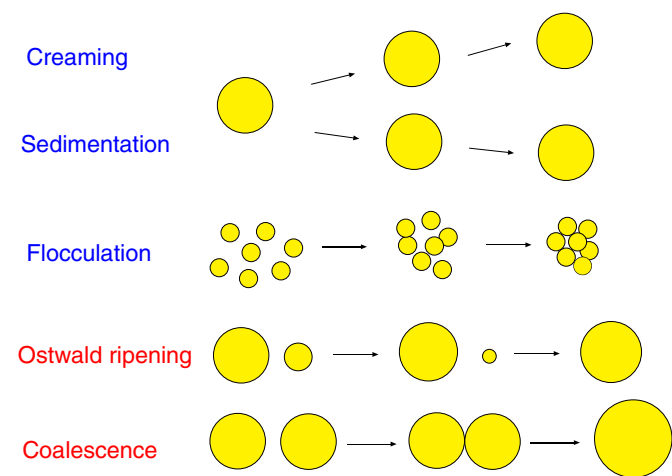 Creaming
Sedimentation
Flocculation
Ostwald ripening
Coalescence